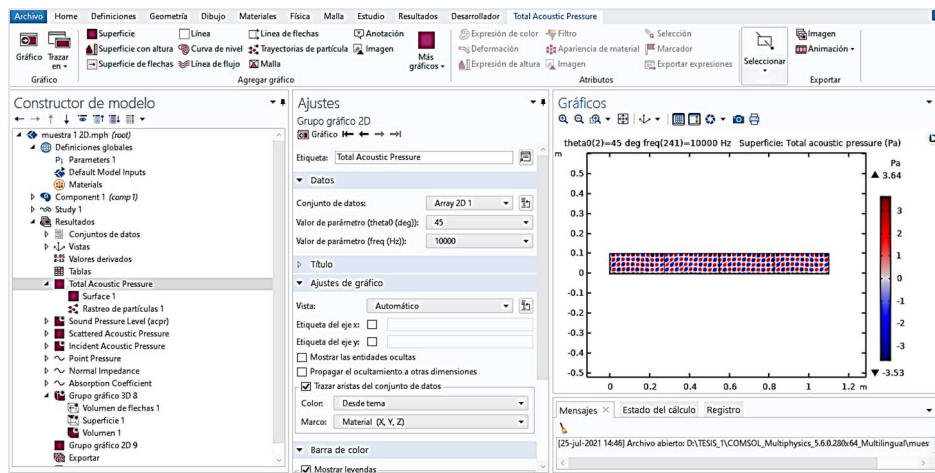 Archivo Home Definiciones Geometría Dibujo Materiales Física Malla Estudio Resultados Desarrollador Total Acoustic Pressure
Gráfico
Trazar en
Superficie
Superficie con altura
Superficie de flechas
Línea
Curva de nivel
Línea de flujo
Línea de flechas
Trayectorias de partícula
Malla
Anotación
Imagen
Más gráficos
Expresión de color
Deformación
Expresión de altura
Filtro
Apariencia de material
Imagen
Selección
Marcador
Exportar expresiones
Seleccionar
Imagen
Animación
Gráfico Agregar gráfico Atributos Exportar
Constructor de modelo
muestra 1 2D.mph (root)
Definiciones globales
Pi Parameters 1
Default Model Inputs
Materials
Component 1 (comp1)
Study 1
Resultados
Conjuntos de datos
Vistas
8.85 e-12 Valores derivados
Tablas
Total Acoustic Pressure
Surface 1
Rastreo de partículas 1
Sound Pressure Level (acpr)
Scattered Acoustic Pressure
Incident Acoustic Pressure
Point Pressure
Normal Impedance
Absorption Coefficient
Grupo gráfico 3D 8
Volumen de flechas 1
Superficie 1
Volumen 1
Grupo gráfico 2D 9
Exportar
Ajustes
Grupo gráfico 2D
Gráfico
Etiqueta: Total Acoustic Pressure
Datos
Conjunto de datos: Array 2D 1
Valor de parámetro (theta0 (deg)): 45
Valor de parámetro (freq (Hz)): 10000
Título
Ajustes de gráfico
Vista: Automático
Etiqueta del eje x:
Etiqueta del eje y:
Mostrar las entidades ocultas
Propagar el ocultamiento a otras dimensiones
Trazar aristas del conjunto de datos
Color: Desde tema
Marco: Material (X, Y, Z)
Barra de color
Mostrar leyendas
Gráficos
theta0(2)=45 deg freq(241)=10000 Hz Superficie: Total acoustic pressure (Pa)
m
0.5
0.4
0.3
0.2
0.1
0
-0.1
-0.2
-0.3
-0.4
-0.5
0 0.2 0.4 0.6 0.8 1 1.2 m
Pa
▲ 3.64
3
2
1
0
-1
-2
-3
▼ -3.53
Mensajes × Estado del cálculo Registro
[25-jul-2021 14:46] Archivo abierto: D:\TESIS_1\COMSOL_Multiphysics_5.6.0.280x64_Multilingual\mues